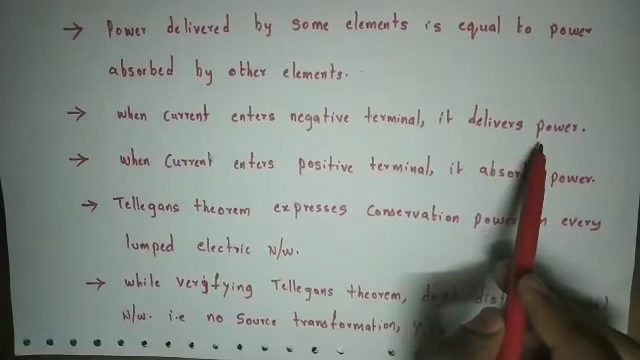 → Power delivered by some elements is equal to power
absorbed by other elements.
→ when current enters negative terminal, it delivers power.
→ when current enters positive terminal, it absor power.
→ Tellegans theorem expresses Conservation power every
lumped electric N/W.
→ while verifying Tellegans theorem,
N/W. i.e no Source transformation,